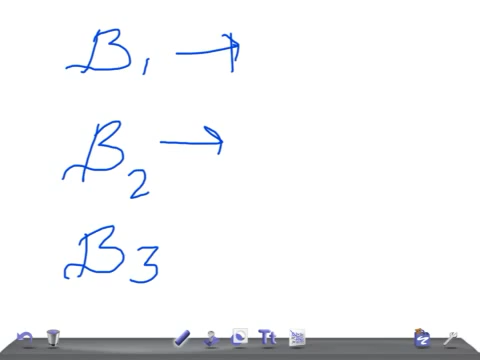 B1 →
B2 →
B3